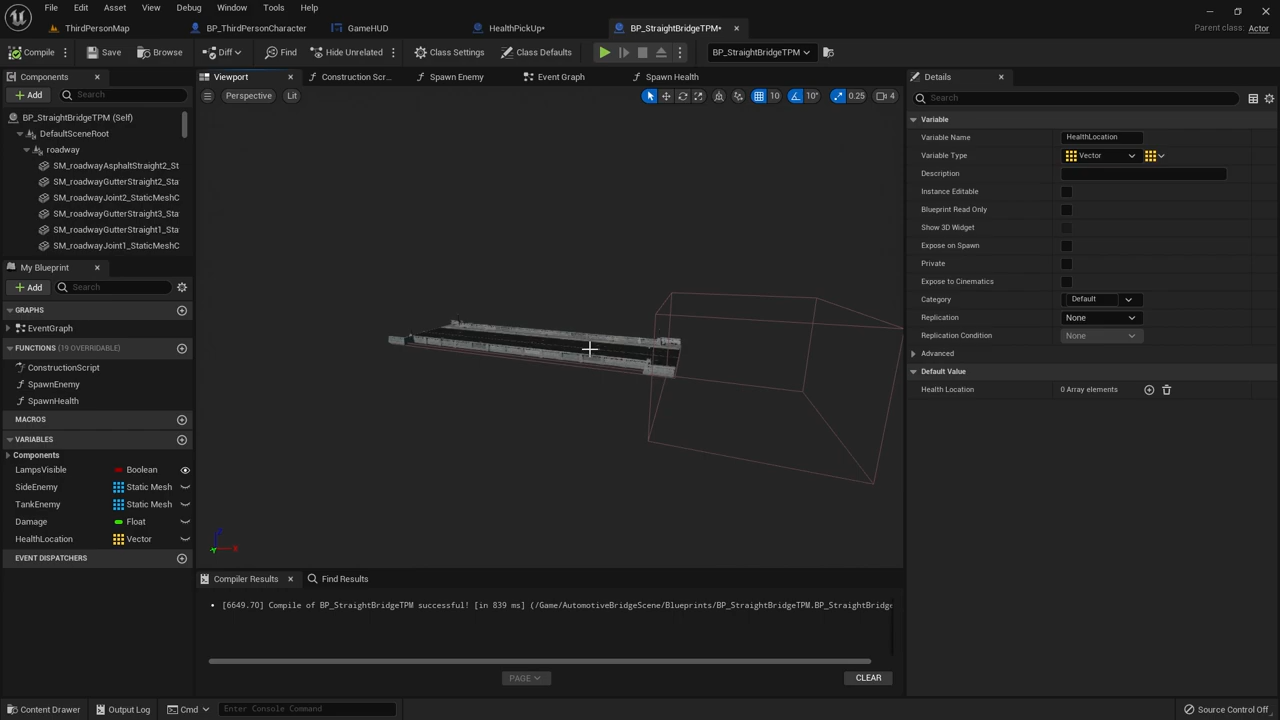 File Edit Asset View Debug Window Tools Help
ThirdPersonMap BP_ThirdPersonCharacter GameHUD HealthPickUp* BP_StraightBridgeTPM* Parent class: Actor
Compile Save Browse Diff Find Hide Unrelated Class Settings Class Defaults BP_StraightBridgeTPM
Components Viewport Construction Scr... Spawn Enemy Event Graph Spawn Health Details
Add Search Perspective Lit 10 10° 0.25 4 Search
BP_StraightBridgeTPM (Self) Variable
DefaultSceneRoot Variable Name HealthLocation
roadway Variable Type Vector
SM_roadwayAsphaltStraight2_St Description
SM_roadwayGutterStraight2_Sta Instance Editable
SM_roadwayJoint2_StaticMeshC Blueprint Read Only
SM_roadwayGutterStraight3_Sta Show 3D Widget
SM_roadwayGutterStraight1_Sta Expose on Spawn
SM_roadwayJoint1_StaticMeshC Private
My Blueprint Expose to Cinematics
Add Search Category Default
GRAPHS Replication None
EventGraph Replication Condition None
FUNCTIONS (19 OVERRIDABLE) Advanced
ConstructionScript Default Value
SpawnEnemy Health Location 0 Array elements
SpawnHealth
MACROS
VARIABLES
Components
LampsVisible Boolean
SideEnemy Static Mesh
TankEnemy Static Mesh
Damage Float
HealthLocation Vector
EVENT DISPATCHERS
Compiler Results Find Results
[6649.70] Compile of BP_StraightBridgeTPM successful! [in 839 ms] (/Game/AutomotiveBridgeScene/Blueprints/BP_StraightBridgeTPM.BP_StraightBridge
PAGE CLEAR
Content Drawer Output Log Cmd Enter Console Command Source Control Off